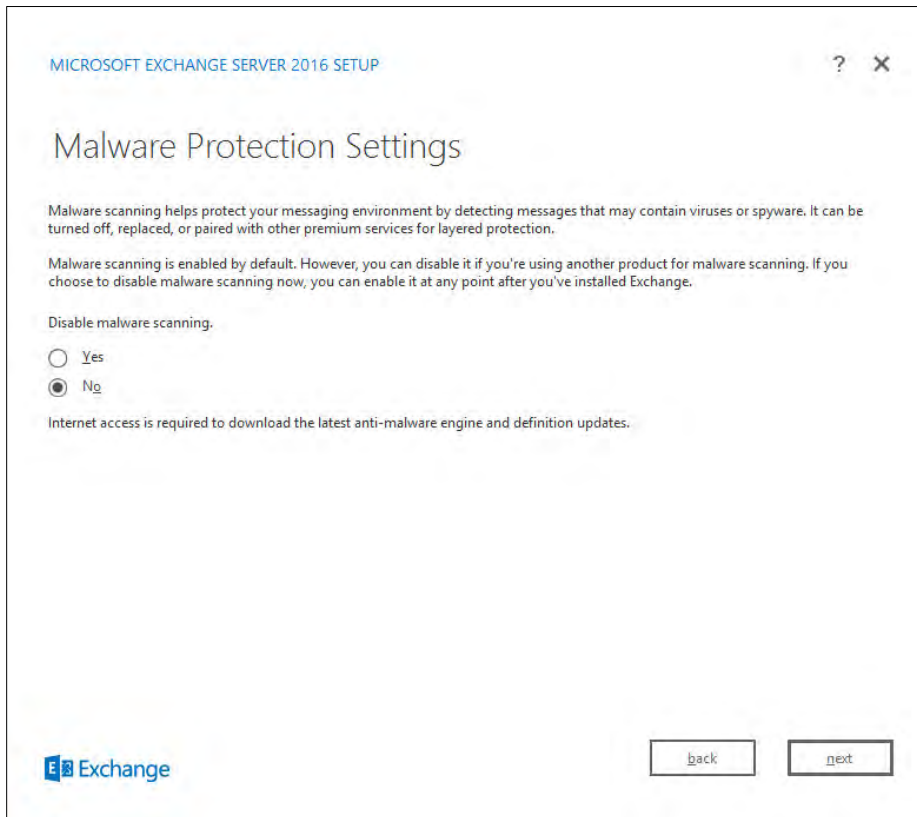 MICROSOFT EXCHANGE SERVER 2016 SETUP
? ✕
Malware Protection Settings
Malware scanning helps protect your messaging environment by detecting messages that may contain viruses or spyware. It can be
turned off, replaced, or paired with other premium services for layered protection.
Malware scanning is enabled by default. However, you can disable it if you're using another product for malware scanning. If you
choose to disable malware scanning now, you can enable it at any point after you've installed Exchange.
Disable malware scanning.
Yes
No
Internet access is required to download the latest anti-malware engine and definition updates.
E Exchange
back
next